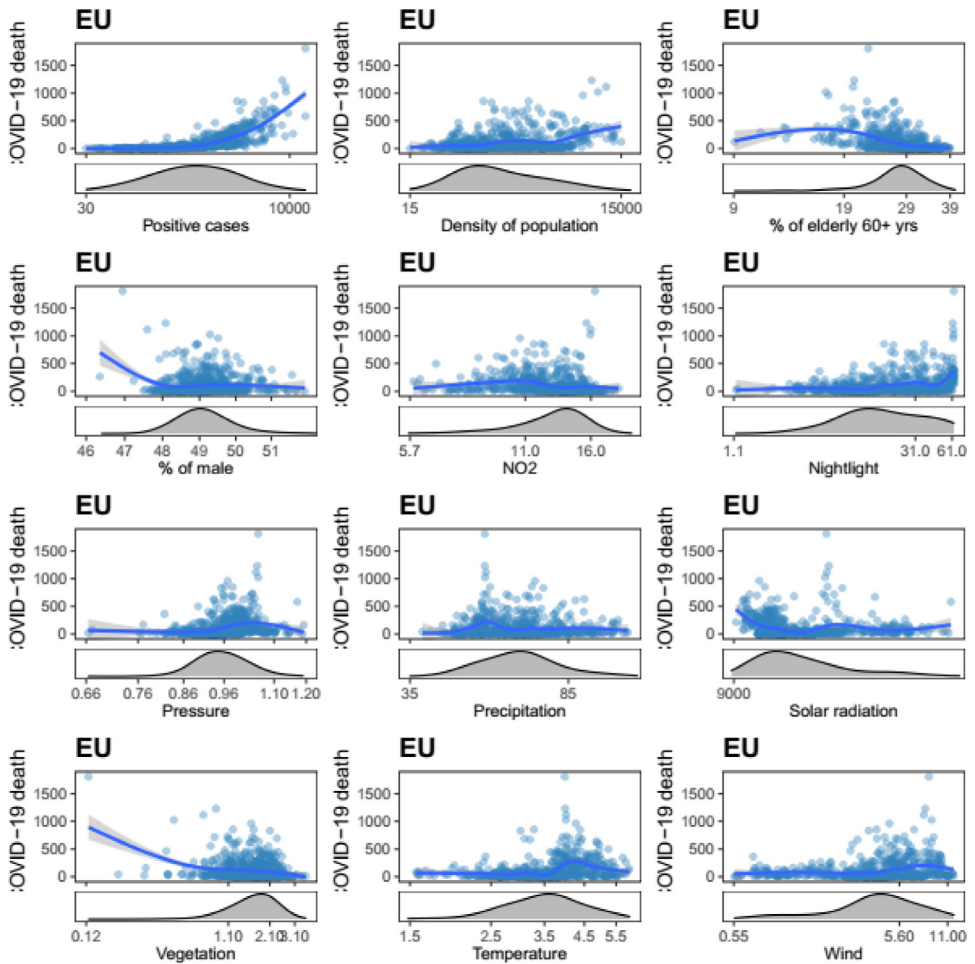 EU EU EU
:OVID−19 death :OVID−19 death :OVID−19 death
1500 1500 1500
1000 1000 1000
500 500 500
0 0 0
30 10000 15 15000 9 19 29 39
Positive cases Density of population % of elderly 60+ yrs
EU EU EU
:OVID−19 death :OVID−19 death :OVID−19 death
1500 1500 1500
1000 1000 1000
500 500 500
0 0 0
46 47 48 49 50 51 5.7 11.0 16.0 1.1 31.0 61.0
% of male NO2 Nightlight
EU EU EU
:OVID−19 death :OVID−19 death :OVID−19 death
1500 1500 1500
1000 1000 1000
500 500 500
0 0 0
0.66 0.76 0.86 0.96 1.10 1.20 35 85 9000
Pressure Precipitation Solar radiation
EU EU EU
:OVID−19 death :OVID−19 death :OVID−19 death
1500 1500 1500
1000 1000 1000
500 500 500
0 0 0
0.12 1.10 2.10 1.5 2.5 3.5 4.5 5.5 0.55 5.60 11.00
Vegetation Temperature Wind